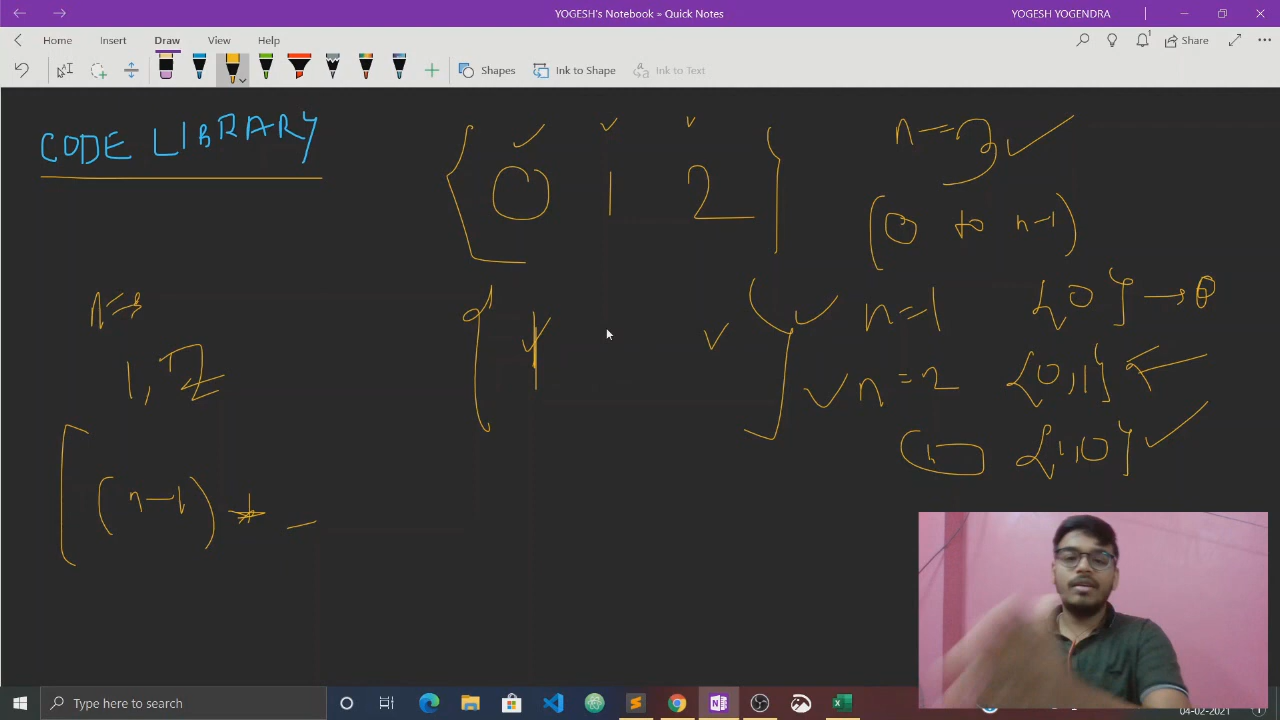 YOGESH's Notebook » Quick Notes
YOGESH YOGENDRA
Home Insert Draw View Help
Share
Shapes
Ink to Shape
Ink to Text
CODE LIBRARY
{ 0 1 2 }
n=3
(0 to n-1)
n=1 {0} → 0
n=2 {0,1}
{1,0}
n=3
1, 2
[(n-1) *
Type here to search
04-02-2021